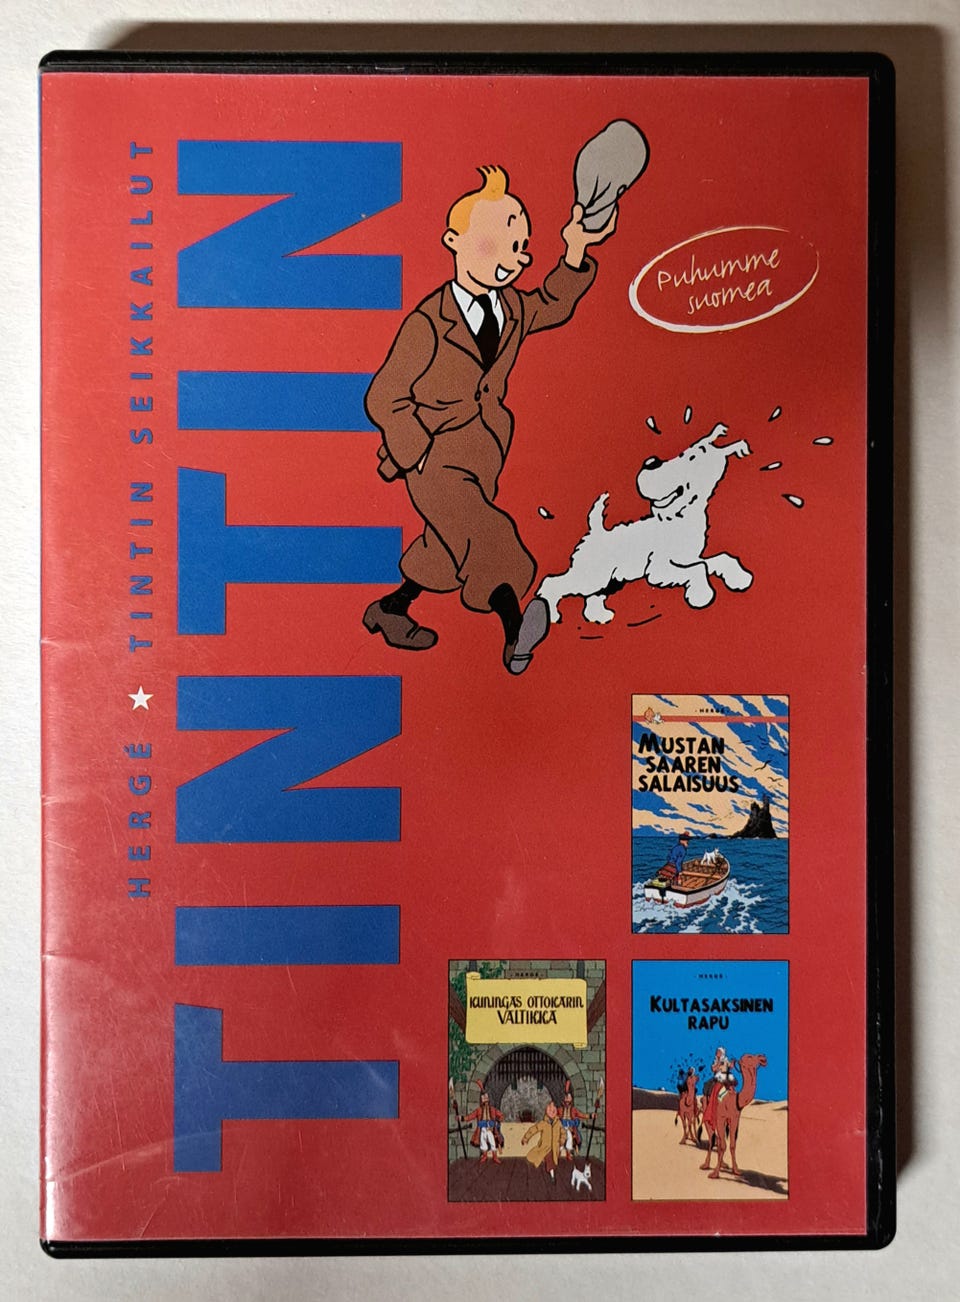 HERGÉ ★ TINTIN SEIKKAILUT
TINTIN
Puhumme
suomea
HERGÉ
MUSTAN
SAAREN
SALAISUUS
HERGÉ
KUNINGAS OTTOKARIN
VALTIKKA
HERGÉ
KULTASAKSINEN
RAPU